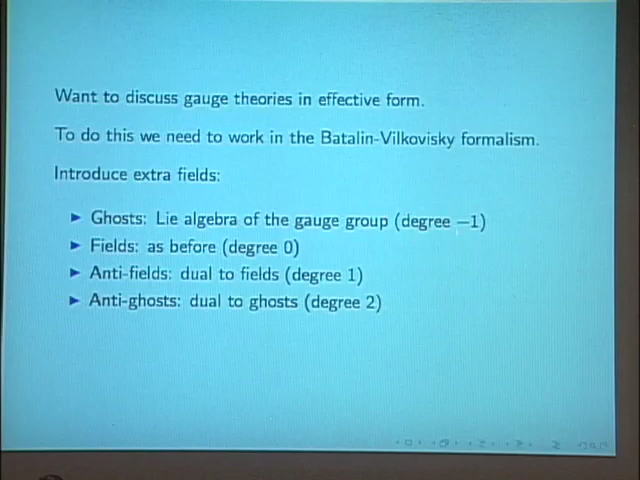 Want to discuss gauge theories in effective form.
To do this we need to work in the Batalin-Vilkovisky formalism.
Introduce extra fields:
Ghosts: Lie algebra of the gauge group (degree −1)
Fields: as before (degree 0)
Anti-fields: dual to fields (degree 1)
Anti-ghosts: dual to ghosts (degree 2)